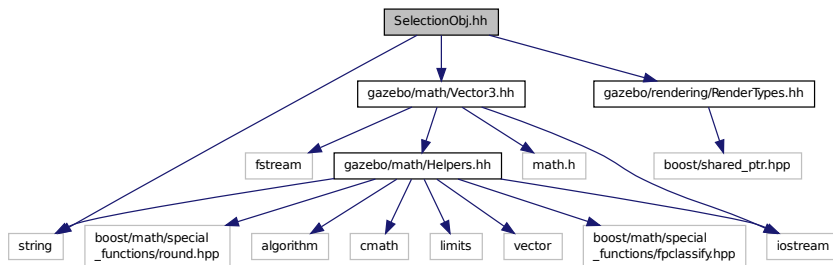 SelectionObj.hh
gazebo/math/Vector3.hh
gazebo/rendering/RenderTypes.hh
fstream
gazebo/math/Helpers.hh
math.h
boost/shared_ptr.hpp
string
boost/math/special
_functions/round.hpp
algorithm
cmath
limits
vector
boost/math/special
_functions/fpclassify.hpp
iostream